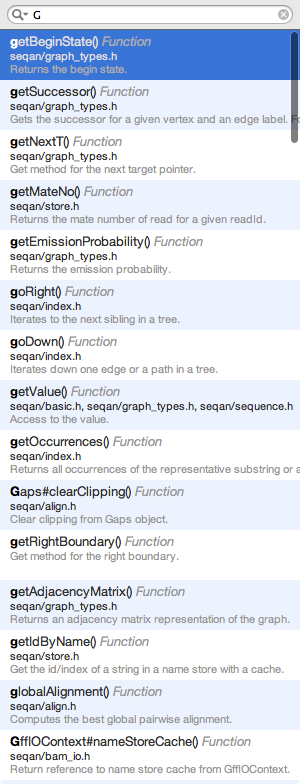 G
getBeginState() Function
seqan/graph_types.h
Returns the begin state.
getSuccessor() Function
seqan/graph_types.h
Gets the successor for a given vertex and an edge label. Fo
getNextT() Function
seqan/graph_types.h
Get method for the next target pointer.
getMateNo() Function
seqan/store.h
Returns the mate number of read for a given readId.
getEmissionProbability() Function
seqan/graph_types.h
Returns the emission probability.
goRight() Function
seqan/index.h
Iterates to the next sibling in a tree.
goDown() Function
seqan/index.h
Iterates down one edge or a path in a tree.
getValue() Function
seqan/basic.h, seqan/graph_types.h, seqan/sequence.h
Access to the value.
getOccurrences() Function
seqan/index.h
Returns all occurrences of the representative substring or a
Gaps#clearClipping() Function
seqan/align.h
Clear clipping from Gaps object.
getRightBoundary() Function
Get method for the right boundary.
getAdjacencyMatrix() Function
seqan/graph_types.h
Returns an adjacency matrix representation of the graph.
getIdByName() Function
seqan/store.h
Get the id/index of a string in a name store with a cache.
globalAlignment() Function
seqan/align.h
Computes the best global pairwise alignment.
GffIOContext#nameStoreCache() Function
seqan/bam_io.h
Return reference to name store cache from GffIOContext.